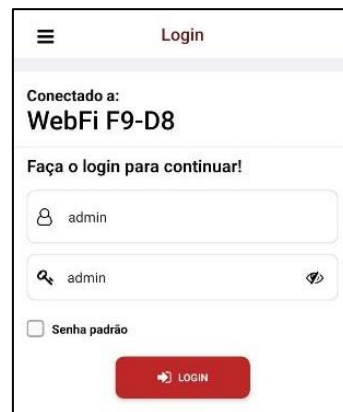 Login
Conectado a:
WebFi F9-D8
Faça o login para continuar!
admin
admin
Senha padrão
LOGIN